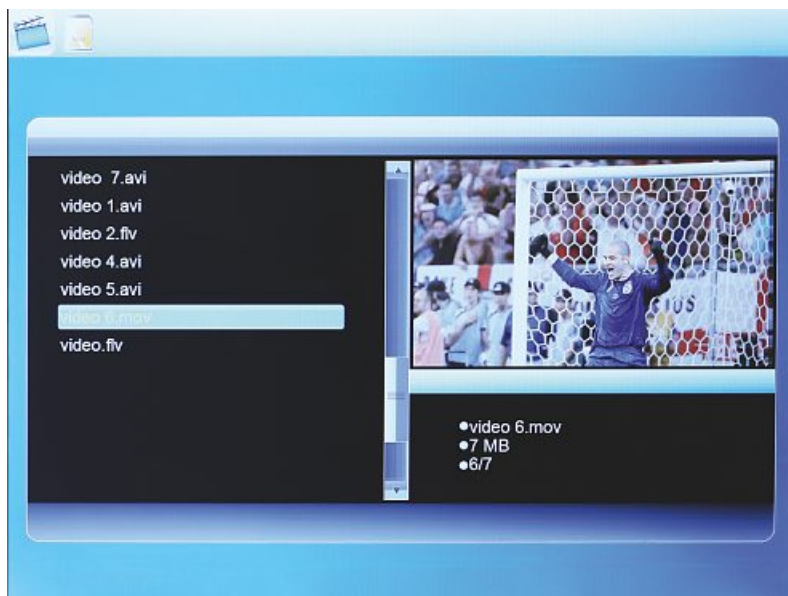 video  7.avi
video 1.avi
video 2.flv
video 4.avi
video 5.avi
video 6.mov
video.flv
●video 6.mov
●7 MB
●6/7